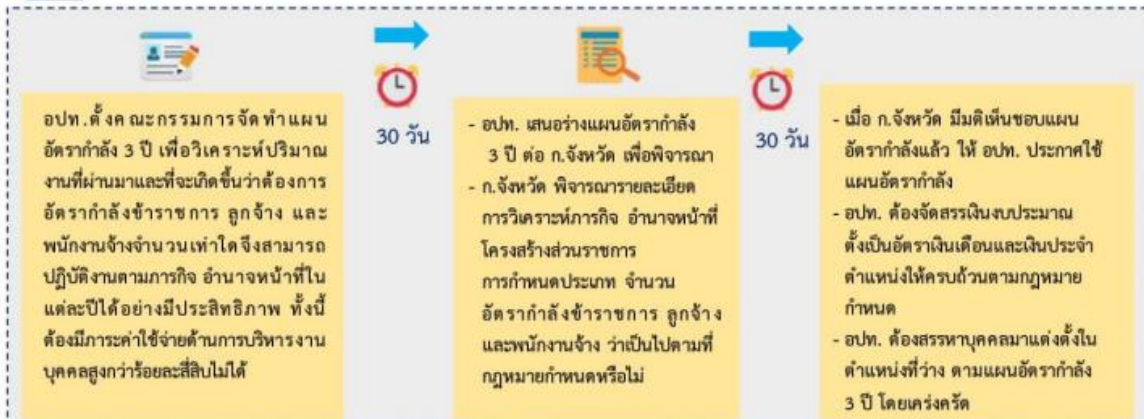 อปท.ตั้งคณะกรรมการจัดทำแผน
อัตรากำลัง 3 ปี เพื่อวิเคราะห์ปริมาณ
งานที่ผ่านมาและที่จะเกิดขึ้นว่าต้องการ
อัตรากำลังข้าราชการ ลูกจ้าง และ
พนักงานจ้างจำนวนเท่าใดจึงสามารถ
ปฏิบัติงานตามภารกิจ อำนาจหน้าที่ใน
แต่ละปีได้อย่างมีประสิทธิภาพ ทั้งนี้
ต้องมีภาระค่าใช้จ่ายด้านการบริหารงาน
บุคคลสูงกว่าร้อยละสี่สิบไม่ได้
30 วัน
- อปท. เสนอร่างแผนอัตรากำลัง
3 ปี ต่อ ก.จังหวัด เพื่อพิจารณา
- ก.จังหวัด พิจารณารายละเอียด
การวิเคราะห์ภารกิจ อำนาจหน้าที่
โครงสร้างส่วนราชการ
การกำหนดประเภท จำนวน
อัตรากำลังข้าราชการ ลูกจ้าง
และพนักงานจ้าง ว่าเป็นไปตามที่
กฎหมายกำหนดหรือไม่
30 วัน
- เมื่อ ก.จังหวัด มีมติเห็นชอบแผน
อัตรากำลังแล้ว ให้ อปท. ประกาศใช้
แผนอัตรากำลัง
- อปท. ต้องจัดสรรเงินงบประมาณ
ตั้งเป็นอัตราเงินเดือนและเงินประจำ
ตำแหน่งให้ครบถ้วนตามกฎหมาย
กำหนด
- อปท. ต้องสรรหาบุคคลมาแต่งตั้งใน
ตำแหน่งที่ว่าง ตามแผนอัตรากำลัง
3 ปี โดยเคร่งครัด